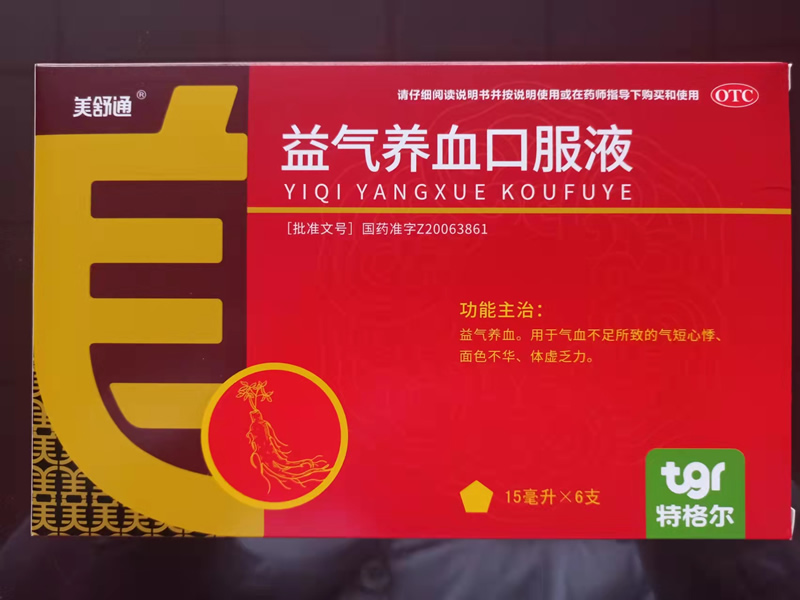 美舒通®
请仔细阅读说明书并按说明使用或在药师指导下购买和使用 OTC
益气养血口服液
YIQI YANGXUE KOUFUYE
[批准文号] 国药准字Z20063861
功能主治：
益气养血。用于气血不足所致的气短心悸、
面色不华、体虚乏力。
15毫升×6支
tgr
特格尔